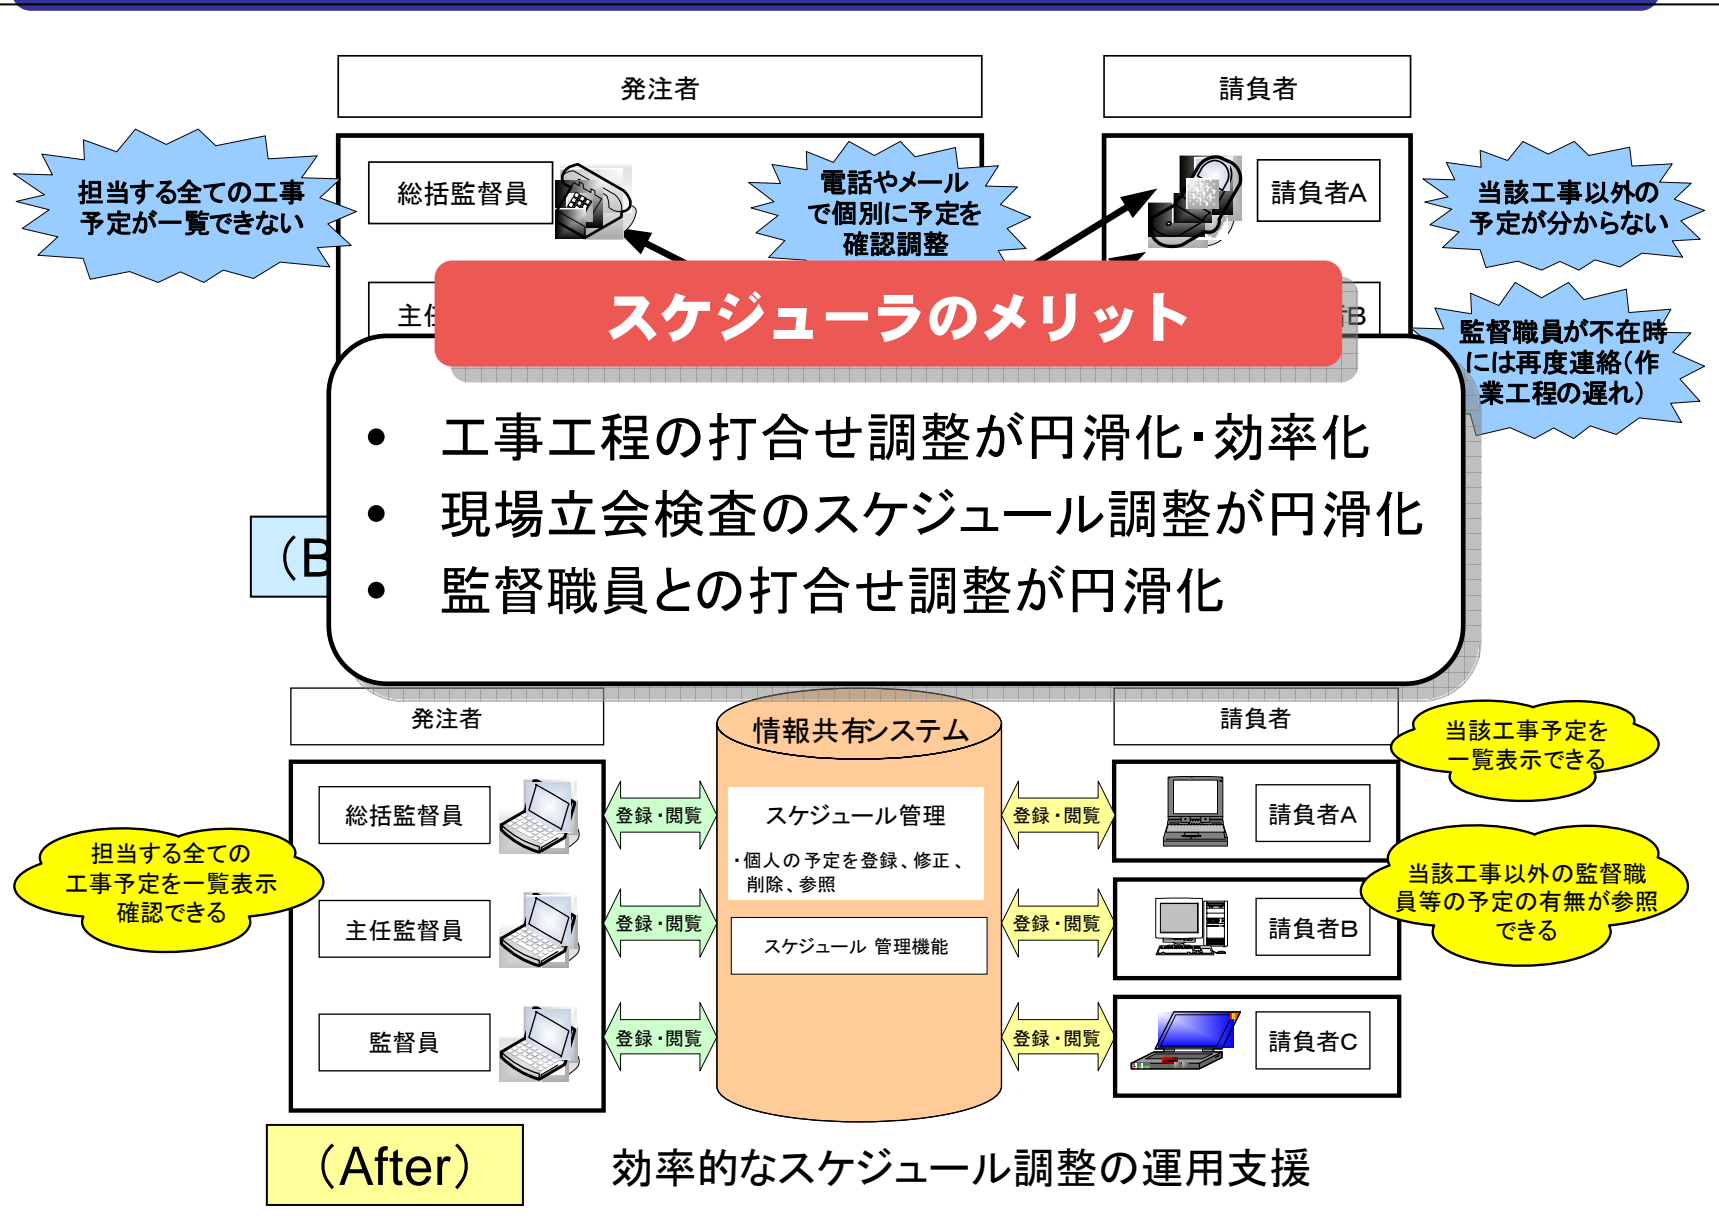 発注者
請負者
担当する全ての工事
予定が一覧できない
総括監督員
電話やメール
で個別に予定を
確認調整
請負者A
当該工事以外の
予定が分からない
主任
スケジューラのメリット
者B
監督職員が不在時
には再度連絡(作
業工程の遅れ)
• 工事工程の打合せ調整が円滑化・効率化
• 現場立会検査のスケジュール調整が円滑化
• 監督職員との打合せ調整が円滑化
(B
発注者
情報共有システム
請負者
当該工事予定を
一覧表示できる
総括監督員
登録・閲覧
スケジュール管理
・個人の予定を登録、修正、
削除、参照
登録・閲覧
請負者A
担当する全ての
工事予定を一覧表示
確認できる
主任監督員
登録・閲覧
スケジュール 管理機能
登録・閲覧
請負者B
当該工事以外の監督職
員等の予定の有無が参照
できる
監督員
登録・閲覧
登録・閲覧
請負者C
(After)
効率的なスケジュール調整の運用支援